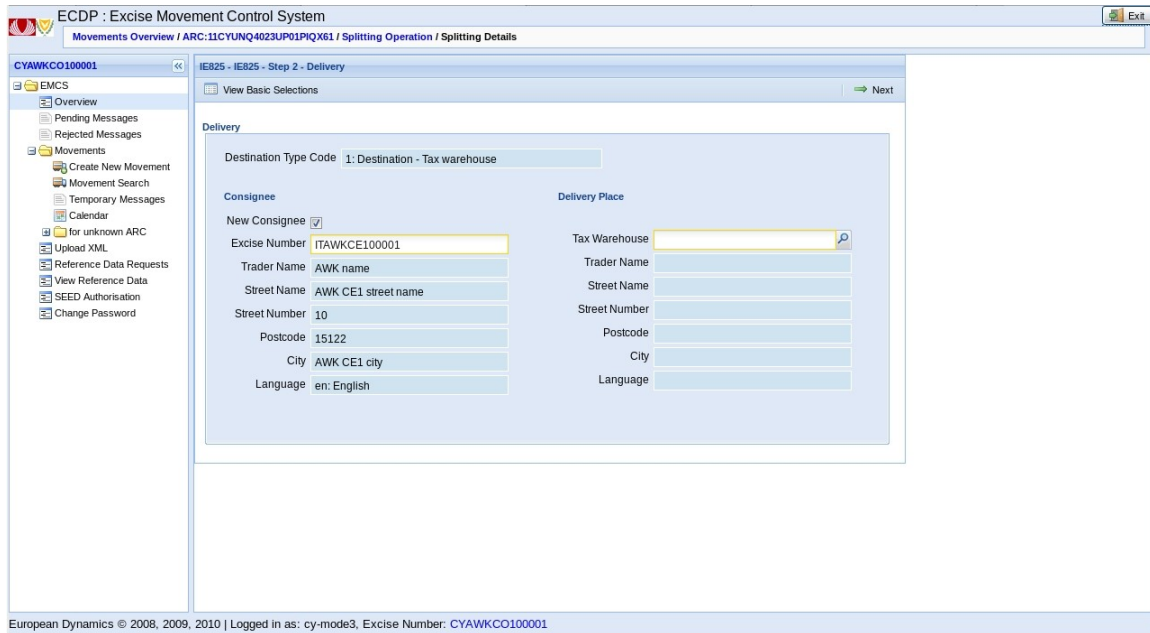 ECDP : Excise Movement Control System
Exit
Movements Overview / ARC:11CYUNQ4023UP01PIQX61 / Splitting Operation / Splitting Details
CYAWKCO100001
EMCS
Overview
Pending Messages
Rejected Messages
Movements
Create New Movement
Movement Search
Temporary Messages
Calendar
for unknown ARC
Upload XML
Reference Data Requests
View Reference Data
SEED Authorisation
Change Password
IE825 - IE825 - Step 2 - Delivery
View Basic Selections
Next
Delivery
Destination Type Code 1: Destination - Tax warehouse
Consignee
New Consignee
Excise Number ITAWKCE100001
Trader Name AWK name
Street Name AWK CE1 street name
Street Number 10
Postcode 15122
City AWK CE1 city
Language en: English
Delivery Place
Tax Warehouse
Trader Name
Street Name
Street Number
Postcode
City
Language
European Dynamics © 2008, 2009, 2010 | Logged in as: cy-mode3, Excise Number: CYAWKCO100001